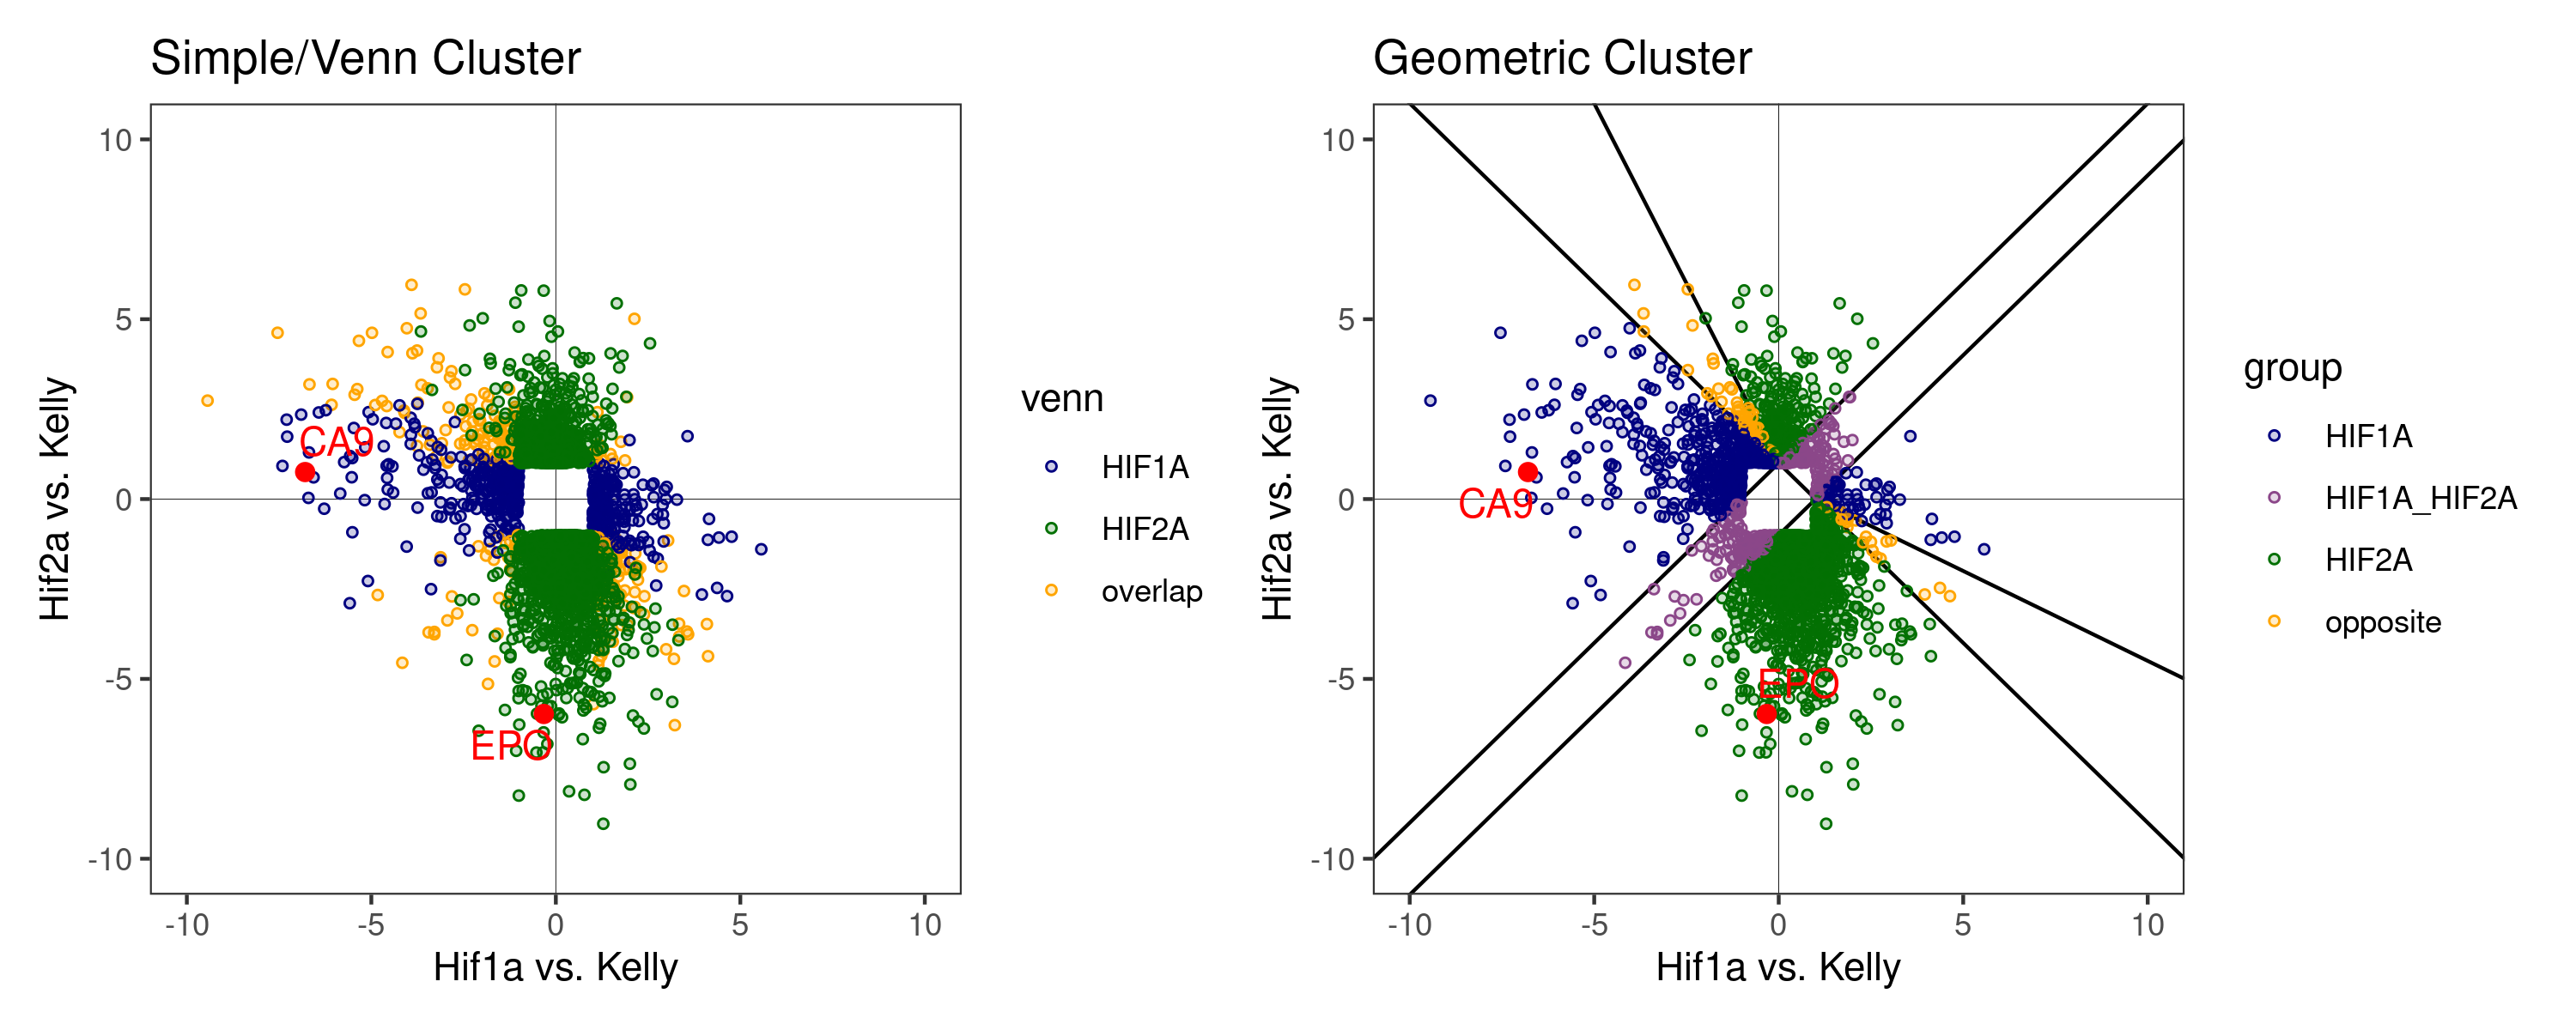 Simple/Venn Cluster
10
5
0
-5
-10
Hif2a vs. Kelly
CA9
EPO
-10 -5 0 5 10
Hif1a vs. Kelly
venn
HIF1A
HIF2A
overlap
Geometric Cluster
10
5
0
-5
-10
Hif2a vs. Kelly
CA9
EPO
-10 -5 0 5 10
Hif1a vs. Kelly
group
HIF1A
HIF1A_HIF2A
HIF2A
opposite